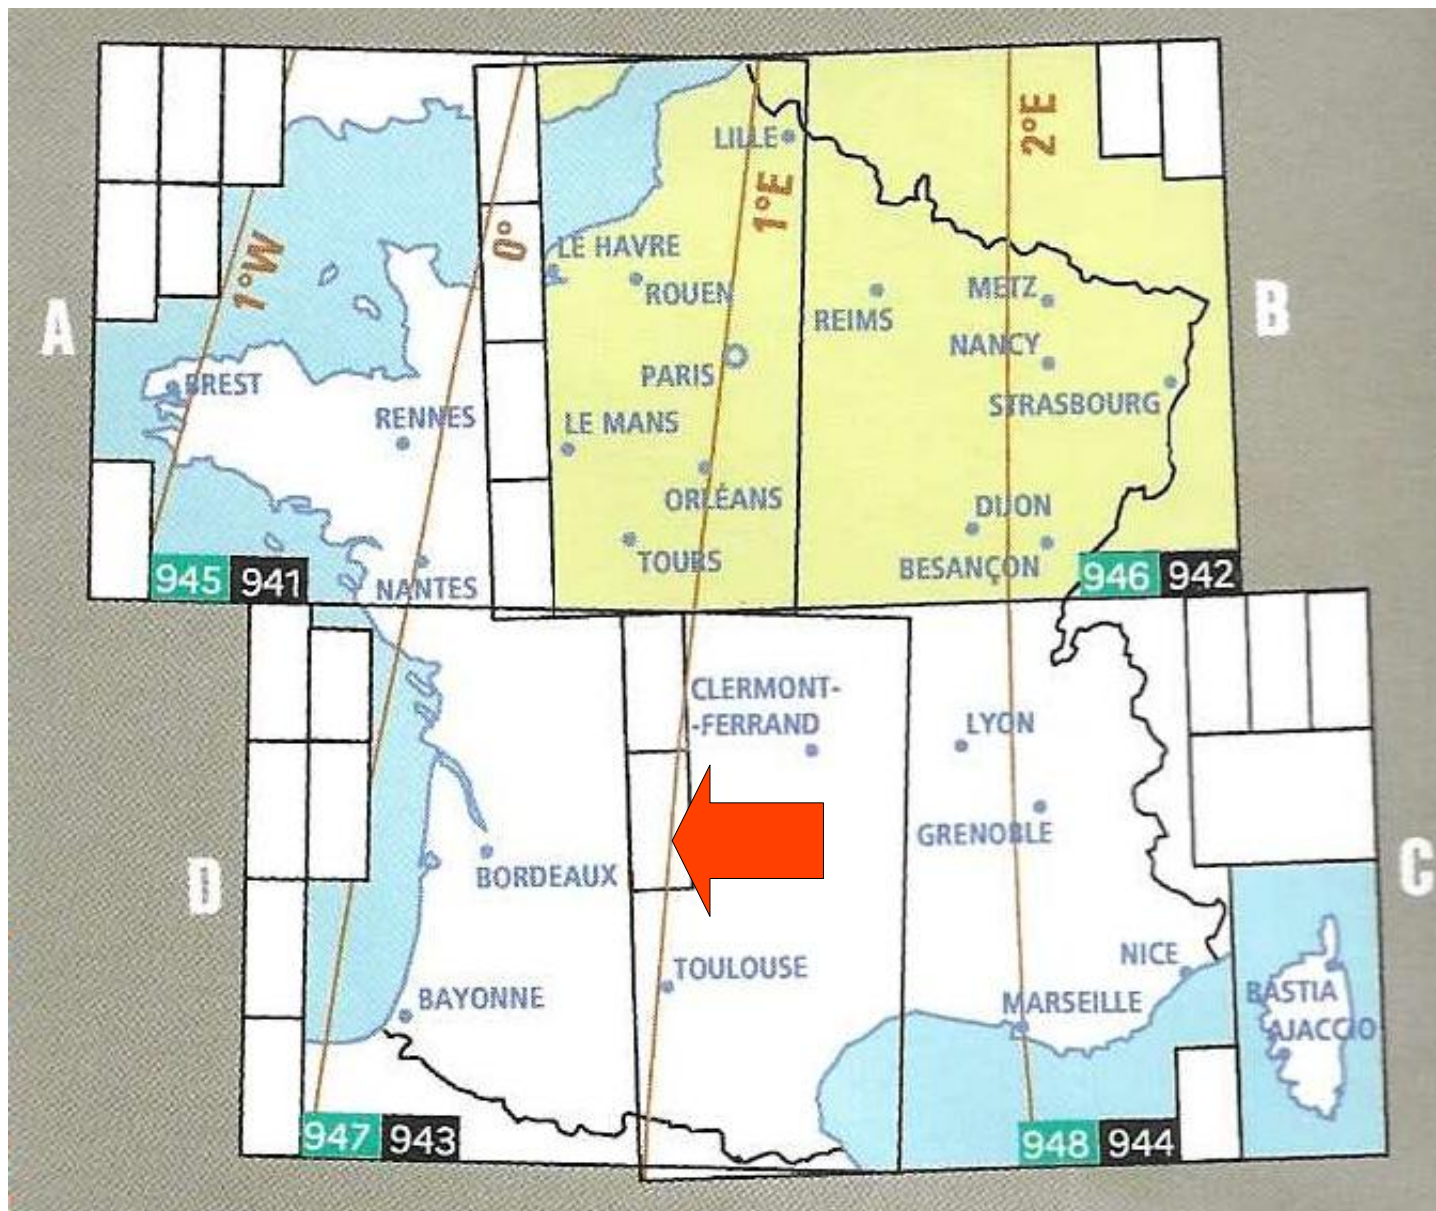 LILLE
2°E
1°E
0°
1°W
LE HAVRE
ROUEN
REIMS
METZ
NANCY
PARIS
STRASBOURG
A
B
BREST
RENNES
LE MANS
ORLÉANS
DIJON
TOURS
BESANÇON
945 941
NANTES
946 942
CLERMONT-
-FERRAND
LYON
GRENOBLE
D
C
BORDEAUX
TOULOUSE
NICE
BAYONNE
MARSEILLE
BASTIA
AJACCIO
947 943
948 944